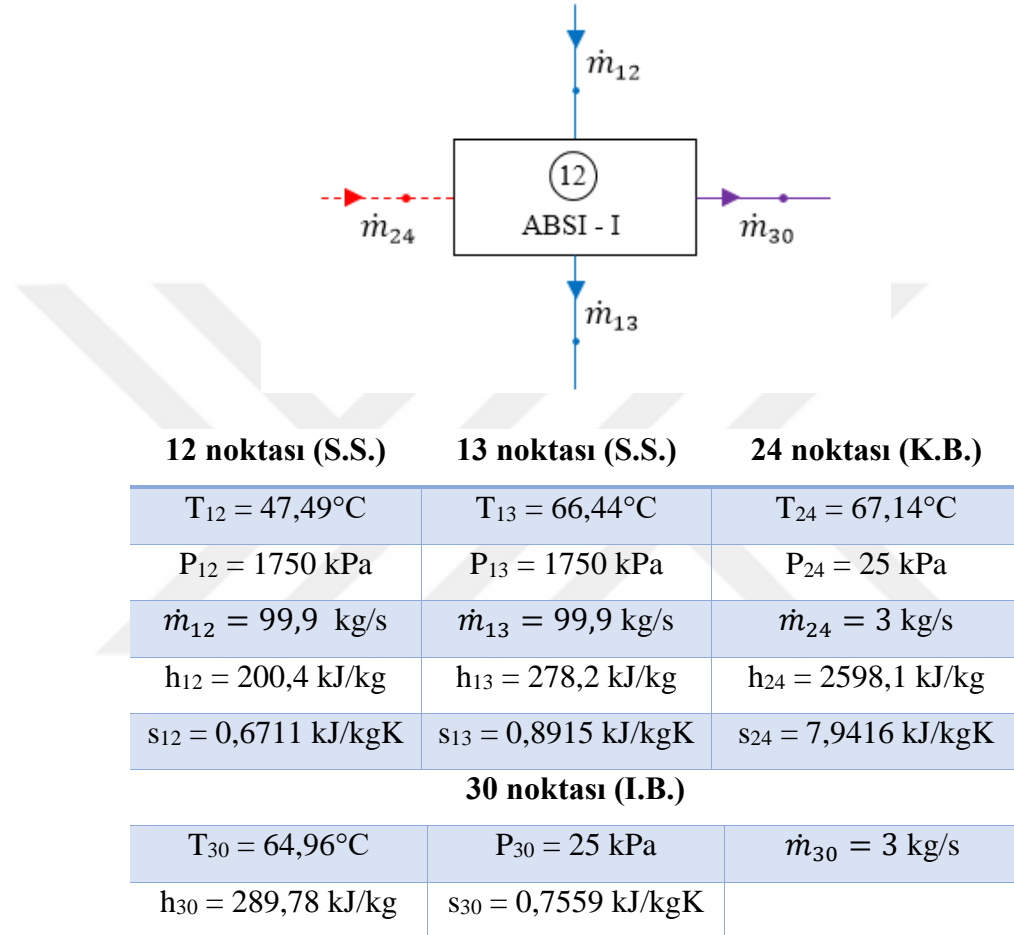 ṁ₁₂
12
ABSI - I
ṁ₂₄
ṁ₃₀
ṁ₁₃
12 noktası (S.S.) 13 noktası (S.S.) 24 noktası (K.B.)
T₁₂ = 47,49°C T₁₃ = 66,44°C T₂₄ = 67,14°C
P₁₂ = 1750 kPa P₁₃ = 1750 kPa P₂₄ = 25 kPa
ṁ₁₂ = 99,9 kg/s ṁ₁₃ = 99,9 kg/s ṁ₂₄ = 3 kg/s
h₁₂ = 200,4 kJ/kg h₁₃ = 278,2 kJ/kg h₂₄ = 2598,1 kJ/kg
s₁₂ = 0,6711 kJ/kgK s₁₃ = 0,8915 kJ/kgK s₂₄ = 7,9416 kJ/kgK
30 noktası (I.B.)
T₃₀ = 64,96°C P₃₀ = 25 kPa ṁ₃₀ = 3 kg/s
h₃₀ = 289,78 kJ/kg s₃₀ = 0,7559 kJ/kgK